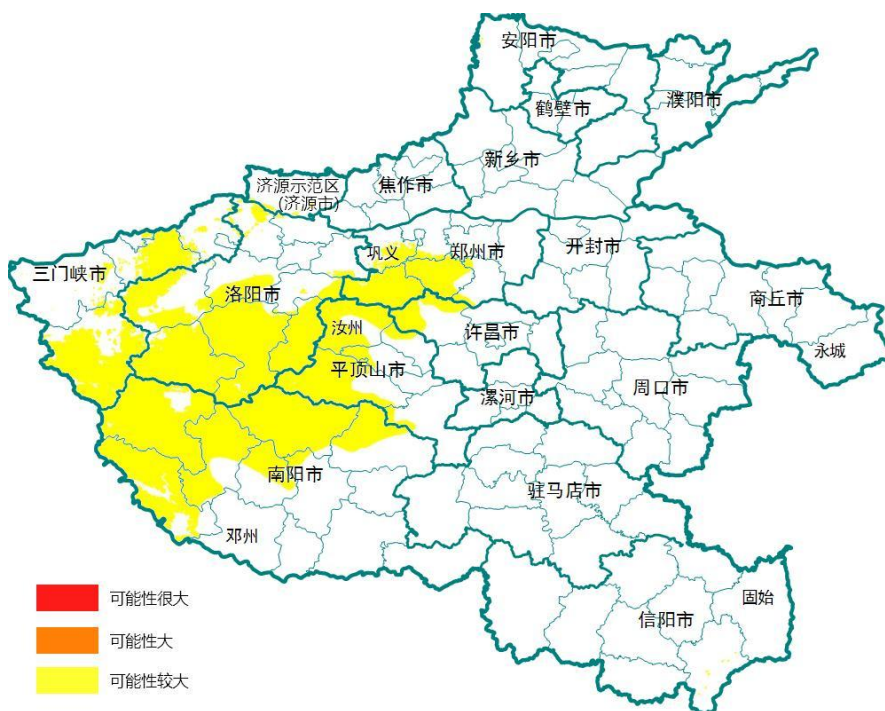 安阳市
濮阳市
鹤壁市
新乡市
济源示范区
(济源市)
焦作市
三门峡市
巩义
郑州市
开封市
洛阳市
商丘市
汝州
许昌市
永城
平顶山市
漯河市
周口市
南阳市
驻马店市
邓州
可能性很大
固始
信阳市
可能性大
可能性较大